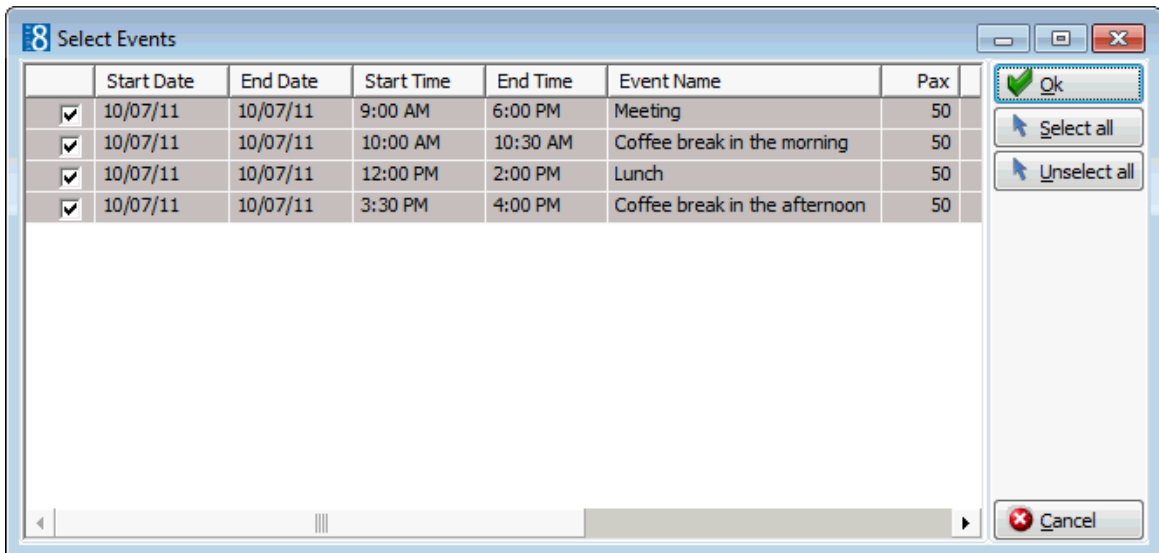 8 Select Events
Start Date End Date Start Time End Time Event Name Pax
10/07/11 10/07/11 9:00 AM 6:00 PM Meeting 50
10/07/11 10/07/11 10:00 AM 10:30 AM Coffee break in the morning 50
10/07/11 10/07/11 12:00 PM 2:00 PM Lunch 50
10/07/11 10/07/11 3:30 PM 4:00 PM Coffee break in the afternoon 50
Ok
Select all
Unselect all
Cancel